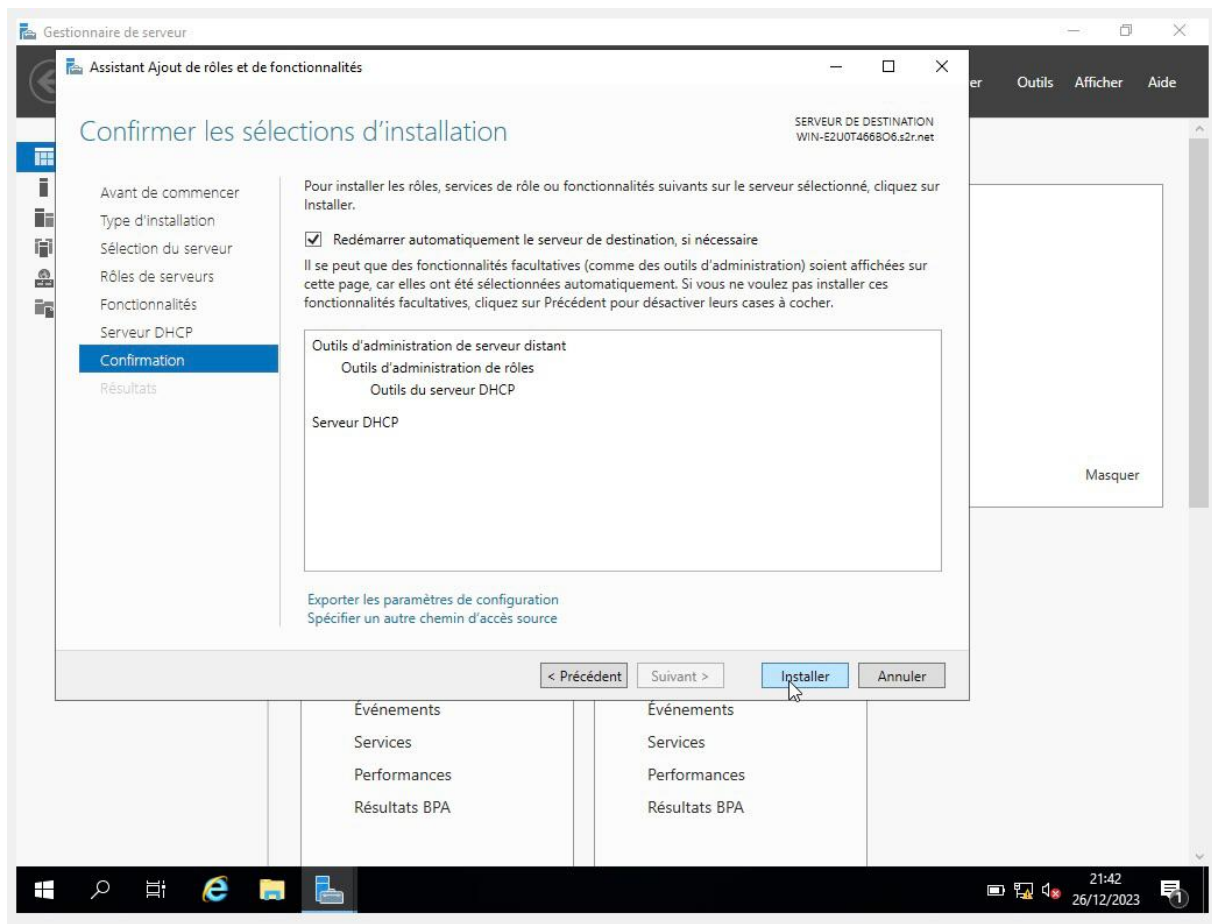 Gestionnaire de serveur
Assistant Ajout de rôles et de fonctionnalités
er Outils Afficher Aide
Confirmer les sélections d'installation
SERVEUR DE DESTINATION
WIN-E2U0T466BO6.s2r.net
Avant de commencer
Type d'installation
Sélection du serveur
Rôles de serveurs
Fonctionnalités
Serveur DHCP
Confirmation
Résultats
Pour installer les rôles, services de rôle ou fonctionnalités suivants sur le serveur sélectionné, cliquez sur
Installer.
Redémarrer automatiquement le serveur de destination, si nécessaire
Il se peut que des fonctionnalités facultatives (comme des outils d'administration) soient affichées sur
cette page, car elles ont été sélectionnées automatiquement. Si vous ne voulez pas installer ces
fonctionnalités facultatives, cliquez sur Précédent pour désactiver leurs cases à cocher.
Outils d'administration de serveur distant
Outils d'administration de rôles
Outils du serveur DHCP
Serveur DHCP
Exporter les paramètres de configuration
Spécifier un autre chemin d'accès source
< Précédent Suivant > Installer Annuler
Masquer
Événements Événements
Services Services
Performances Performances
Résultats BPA Résultats BPA
21:42
26/12/2023
1